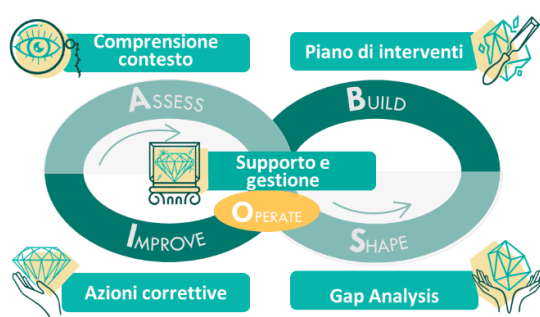 Comprensione
contesto
Piano di interventi
ASSESS
BUILD
Supporto e
gestione
OPERATE
IMPROVE
SHAPE
Azioni correttive
Gap Analysis